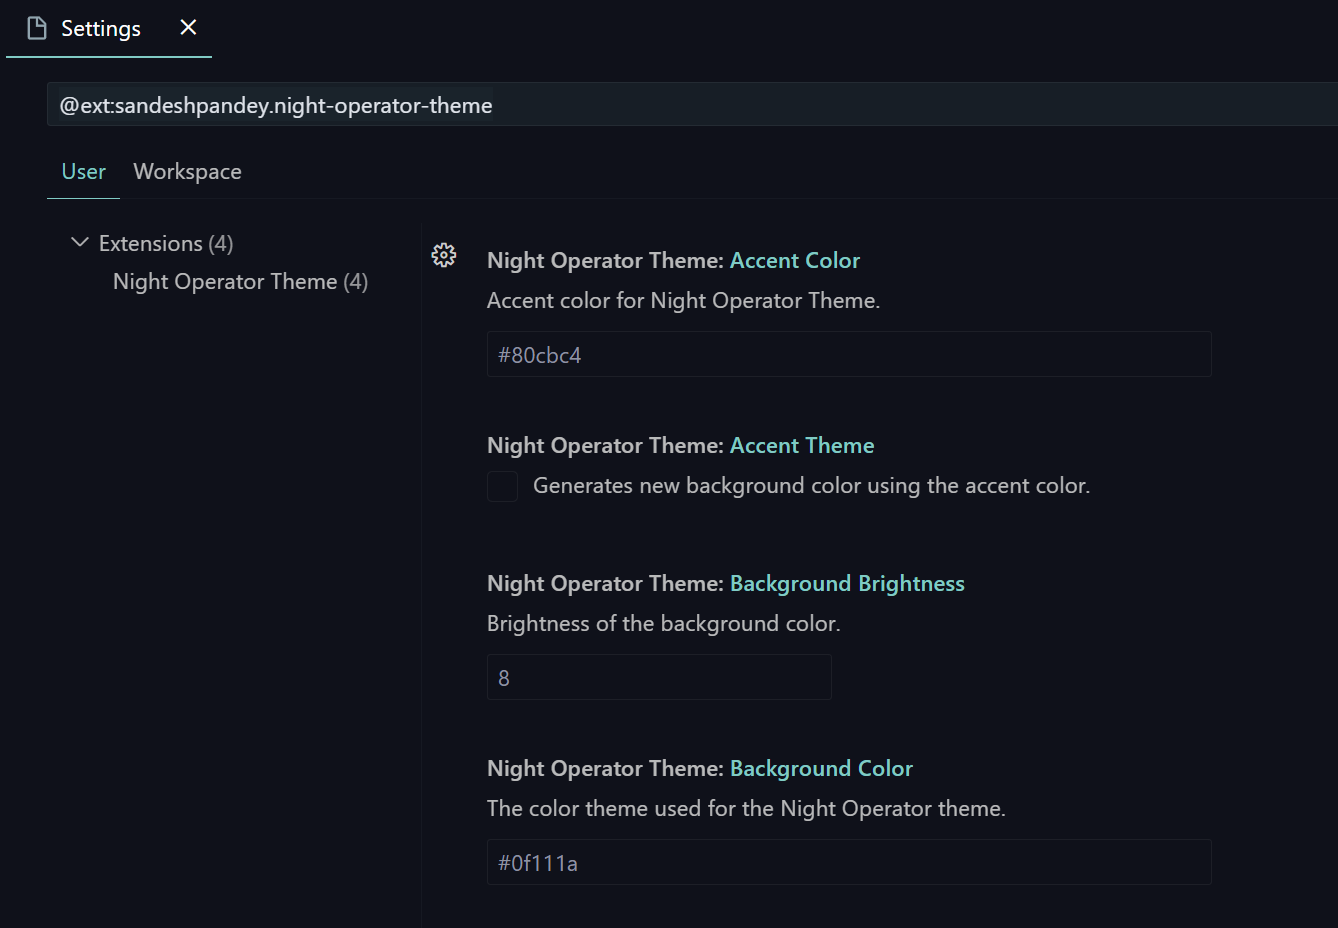 Settings
@ext:sandeshpandey.night-operator-theme
User Workspace
Extensions (4)
Night Operator Theme (4)
Night Operator Theme: Accent Color
Accent color for Night Operator Theme.
#80cbc4
Night Operator Theme: Accent Theme
Generates new background color using the accent color.
Night Operator Theme: Background Brightness
Brightness of the background color.
8
Night Operator Theme: Background Color
The color theme used for the Night Operator theme.
#0f111a